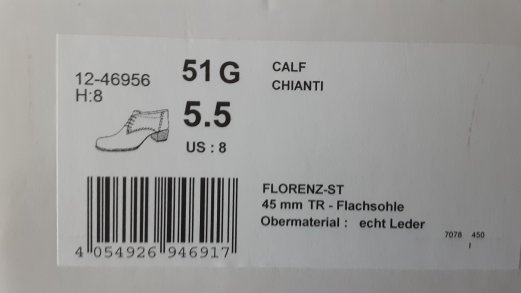 12-46956
H:8
51 G
5.5
US : 8
CALF
CHIANTI
FLORENZ-ST
45 mm TR - Flachsohle
Obermaterial : echt Leder
7078 450
I
4 054926 946917